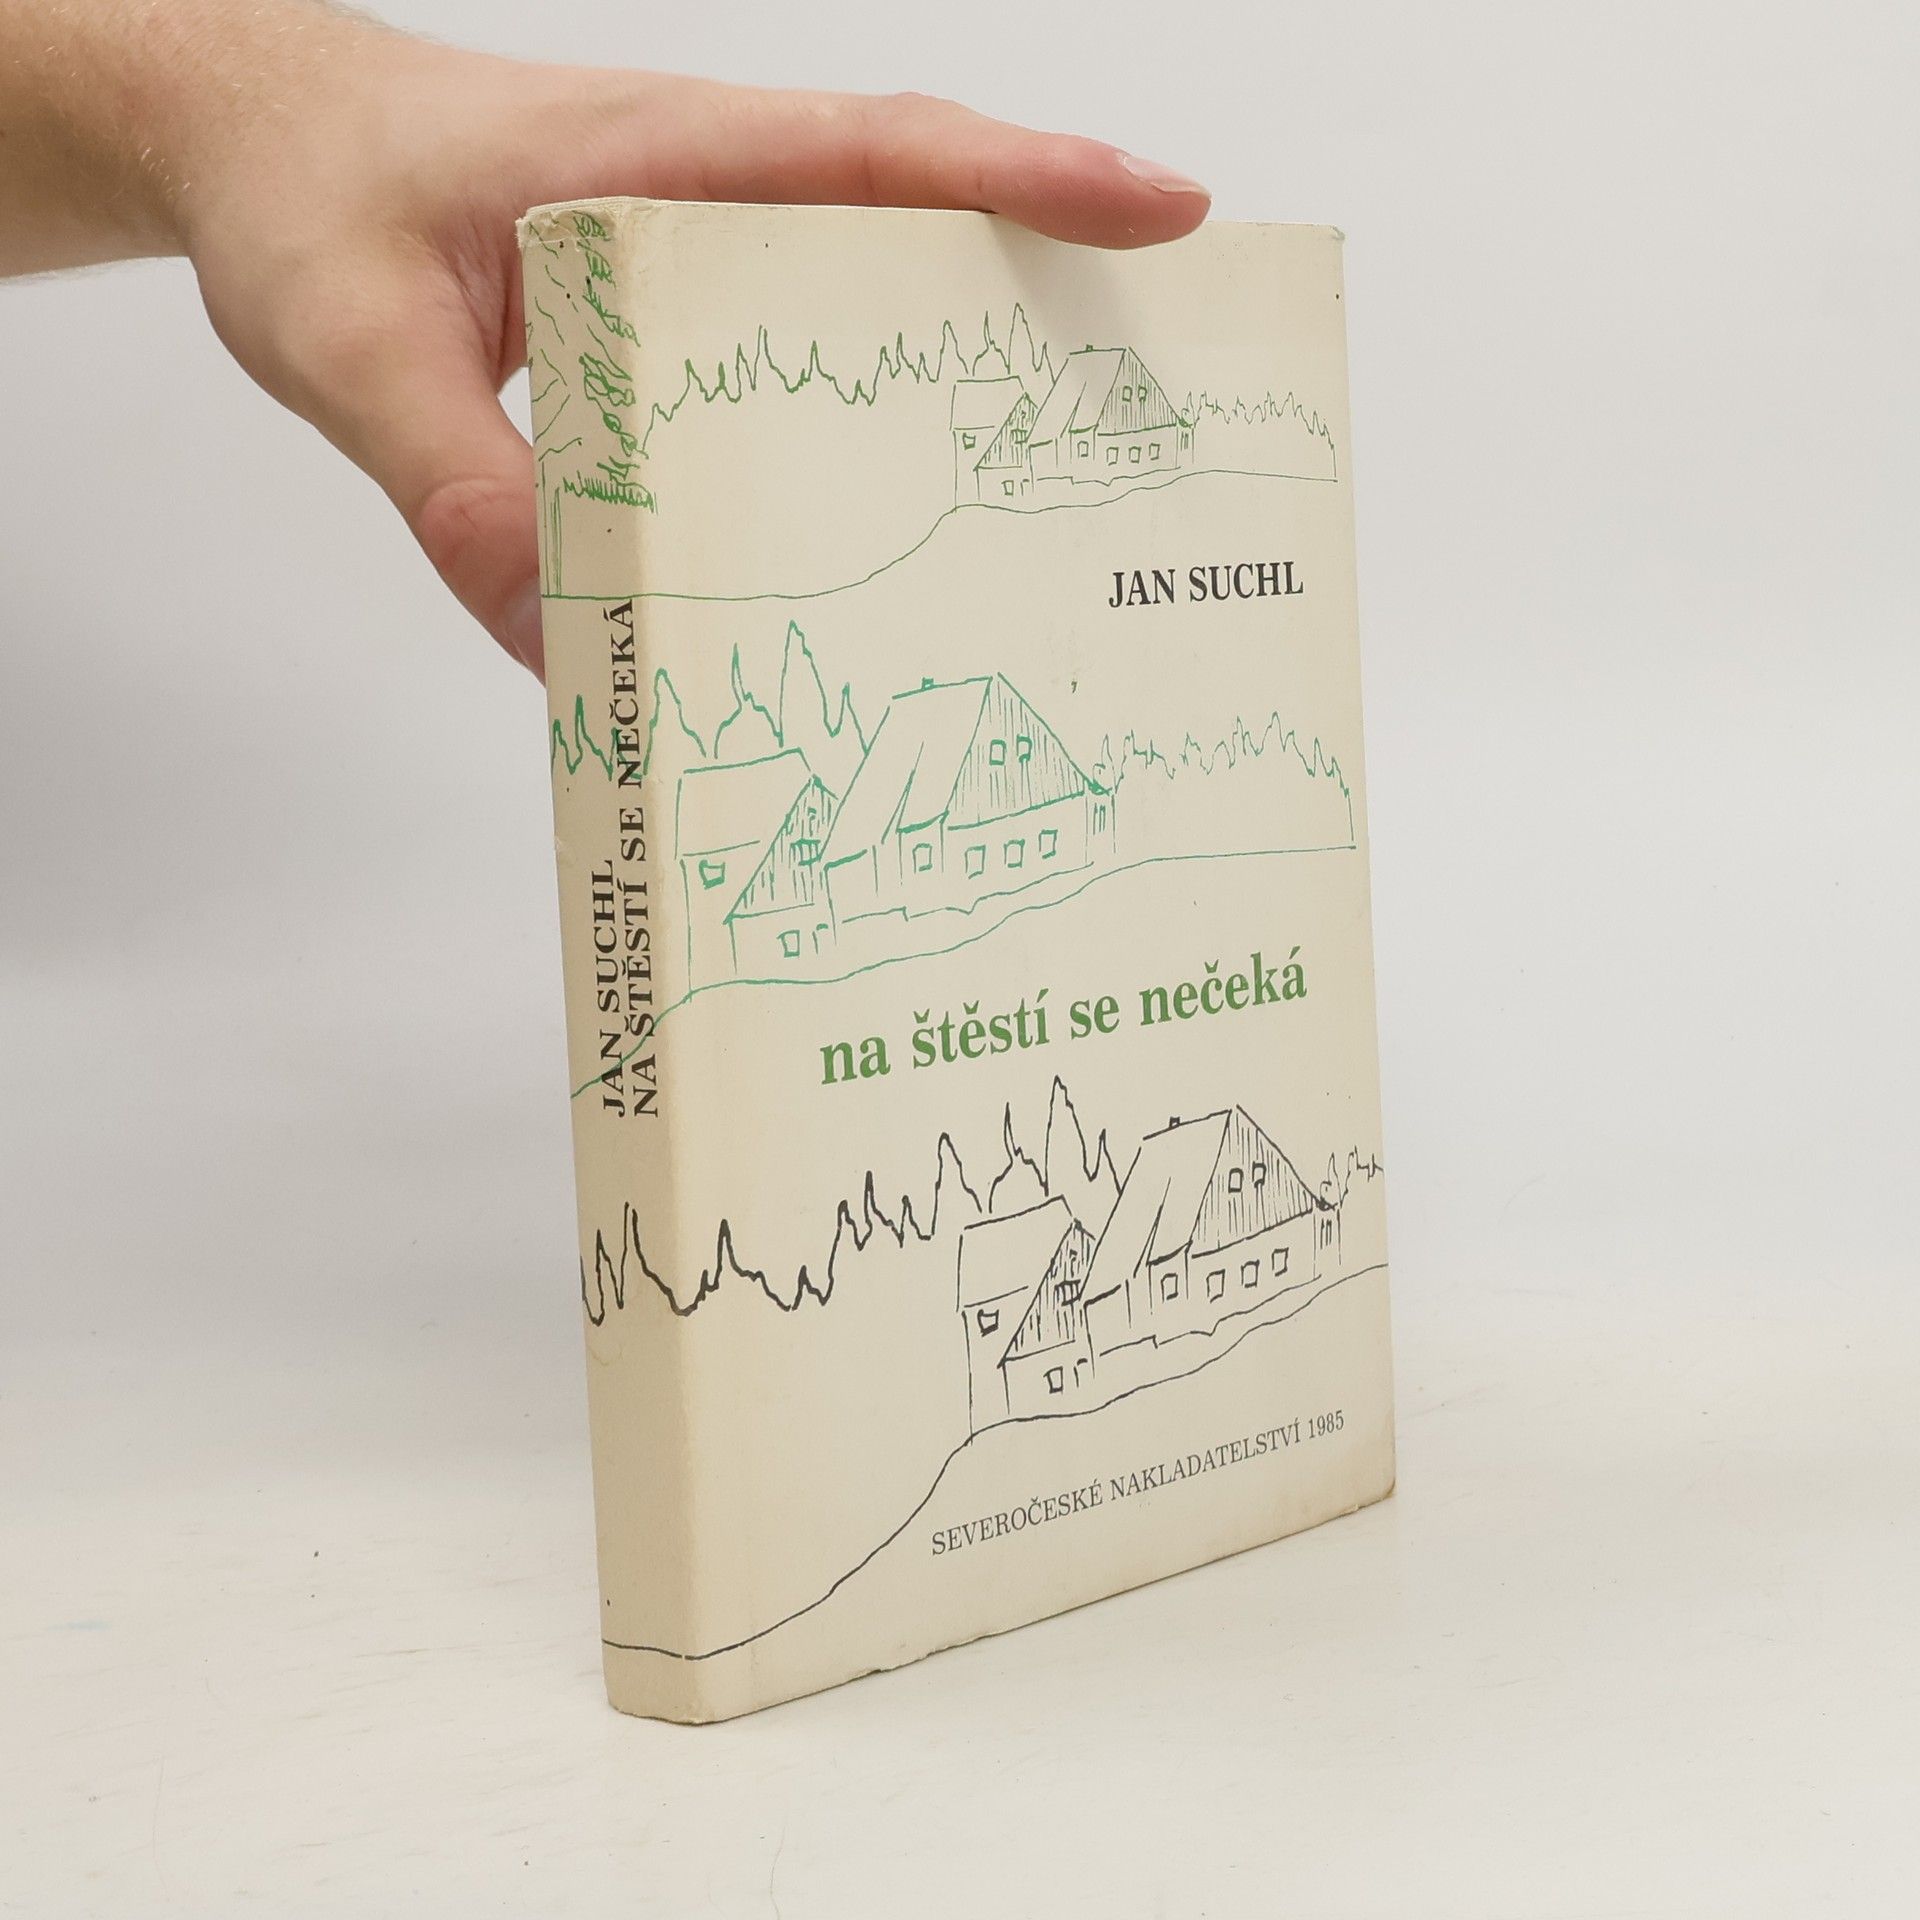 JAN SUCHL
NA ŠTĚSTÍ SE NEČEKÁ
JAN SUCHL
na štěstí se nečeká
SEVEROČESKÉ NAKLADATELSTVÍ 1985